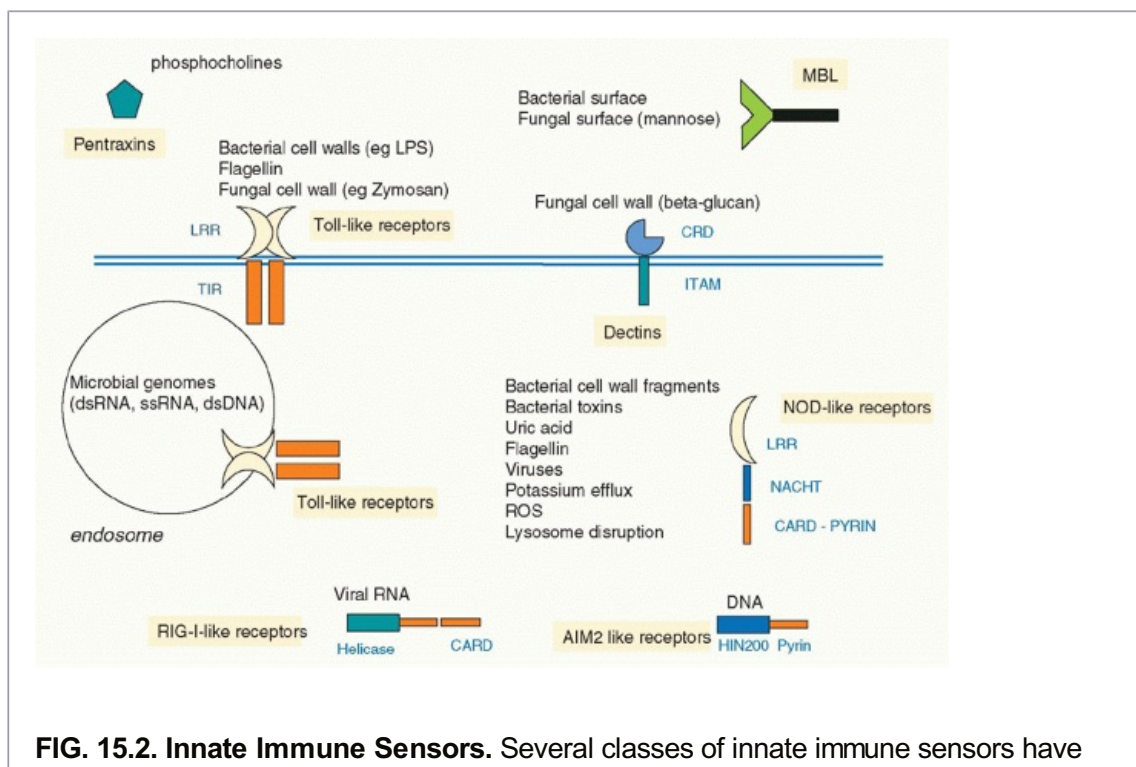 phosphocholines
Pentraxins
MBL
Bacterial surface
Fungal surface (mannose)
Bacterial cell walls (eg LPS)
Flagellin
Fungal cell wall (eg Zymosan)
LRR
Toll-like receptors
TIR
Fungal cell wall (beta-glucan)
CRD
ITAM
Dectins
Microbial genomes
(dsRNA, ssRNA, dsDNA)
Toll-like receptors
endosome
Bacterial cell wall fragments
Bacterial toxins
Uric acid
Flagellin
Viruses
Potassium efflux
ROS
Lysosome disruption
NOD-like receptors
LRR
NACHT
CARD - PYRIN
Viral RNA
RIG-I-like receptors
Helicase
CARD
DNA
AIM2 like receptors
HIN200 Pyrin
FIG. 15.2. Innate Immune Sensors. Several classes of innate immune sensors have